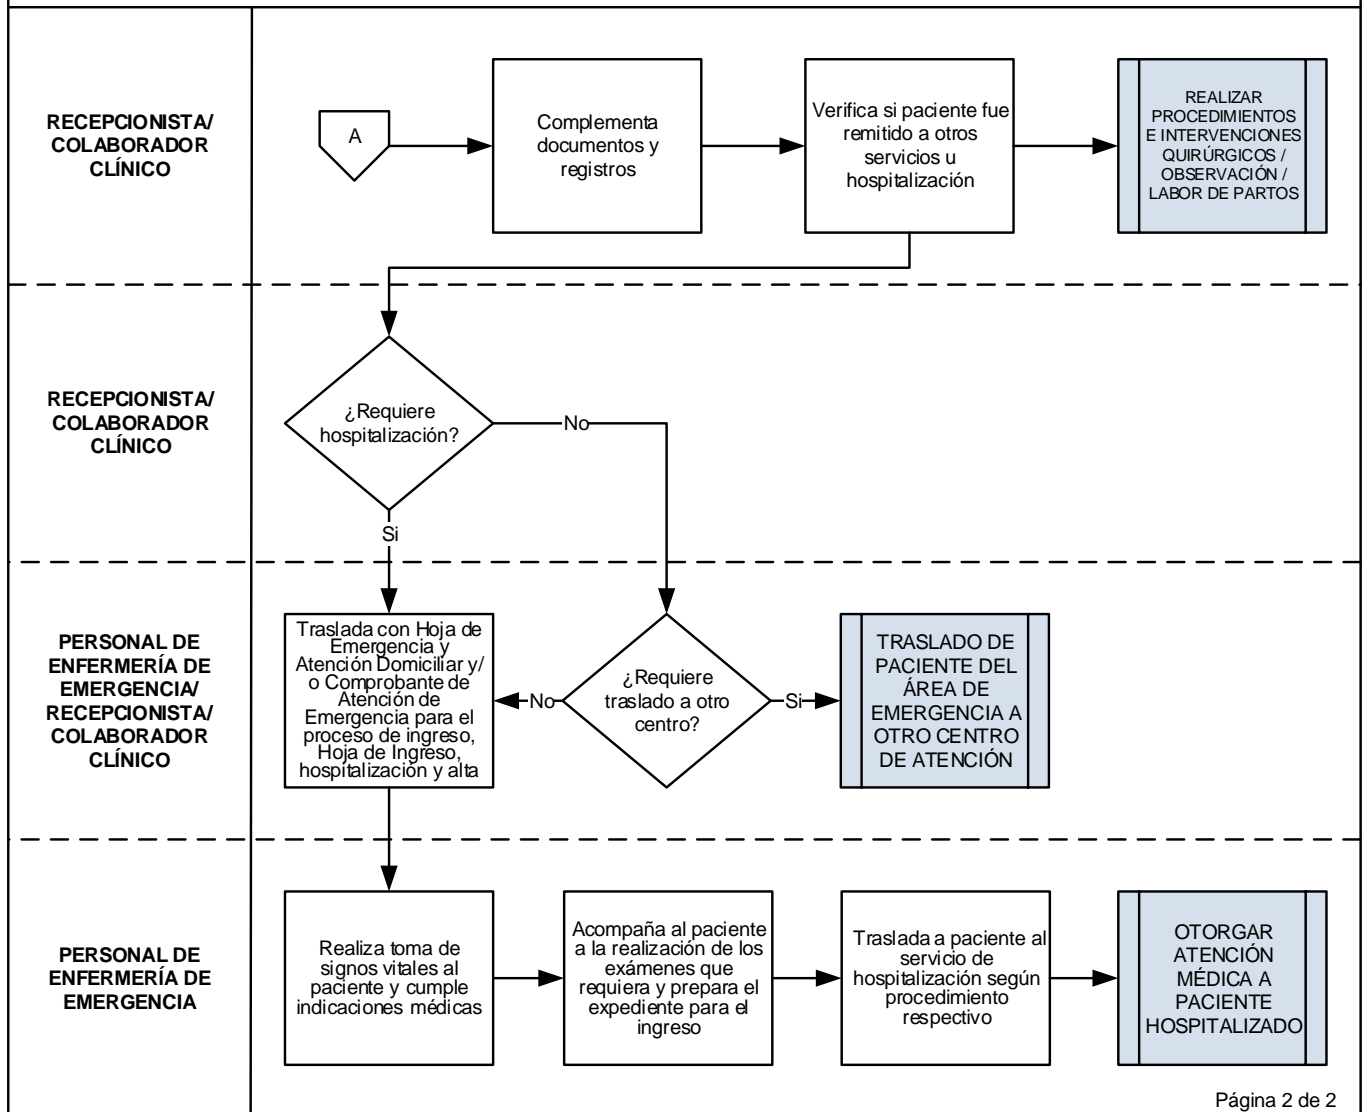 RECEPCIONISTA/
COLABORADOR
CLÍNICO
A
Complementa
documentos y
registros
Verifica si paciente fue
remitido a otros
servicios u
hospitalización
REALIZAR
PROCEDIMIENTOS
E INTERVENCIONES
QUIRÚRGICOS /
OBSERVACIÓN /
LABOR DE PARTOS
RECEPCIONISTA/
COLABORADOR
CLÍNICO
¿Requiere
hospitalización?
No
Si
PERSONAL DE
ENFERMERÍA DE
EMERGENCIA/
RECEPCIONISTA/
COLABORADOR
CLÍNICO
Traslada con Hoja de
Emergencia y
Atención Domiciliar y/
o Comprobante de
Atención de
Emergencia para el
proceso de ingreso,
Hoja de Ingreso,
hospitalización y alta
No
¿Requiere
traslado a otro
centro?
Si
TRASLADO DE
PACIENTE DEL
ÁREA DE
EMERGENCIA A
OTRO CENTRO
DE ATENCIÓN
PERSONAL DE
ENFERMERÍA DE
EMERGENCIA
Realiza toma de
signos vitales al
paciente y cumple
indicaciones médicas
Acompaña al paciente
a la realización de los
exámenes que
requiera y prepara el
expediente para el
ingreso
Traslada a paciente al
servicio de
hospitalización según
procedimiento
respectivo
OTORGAR
ATENCIÓN
MÉDICA A
PACIENTE
HOSPITALIZADO
Página 2 de 2